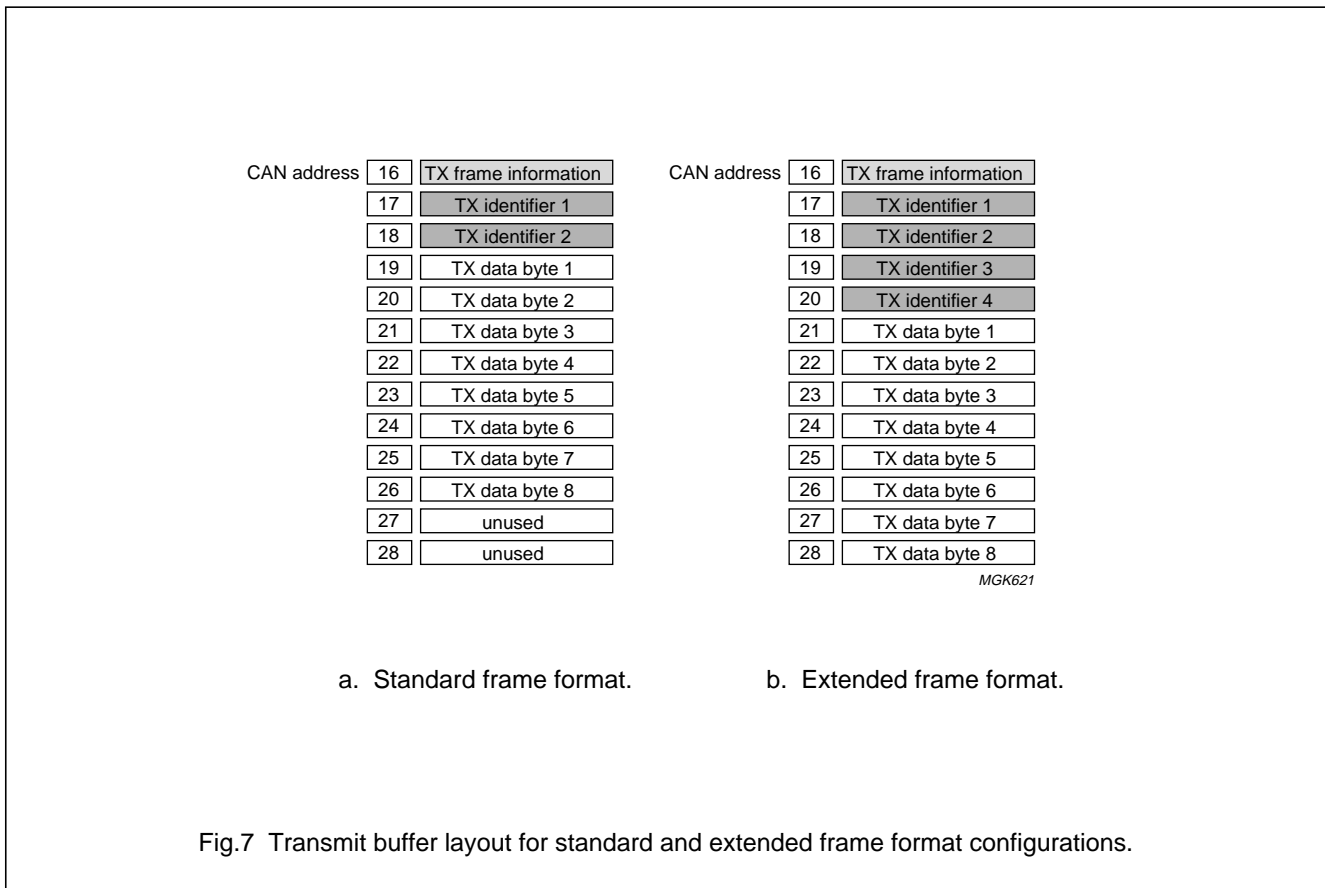 CAN address 16 TX frame information
17 TX identifier 1
18 TX identifier 2
19 TX data byte 1
20 TX data byte 2
21 TX data byte 3
22 TX data byte 4
23 TX data byte 5
24 TX data byte 6
25 TX data byte 7
26 TX data byte 8
27 unused
28 unused
CAN address 16 TX frame information
17 TX identifier 1
18 TX identifier 2
19 TX identifier 3
20 TX identifier 4
21 TX data byte 1
22 TX data byte 2
23 TX data byte 3
24 TX data byte 4
25 TX data byte 5
26 TX data byte 6
27 TX data byte 7
28 TX data byte 8
MGK621
a. Standard frame format.
b. Extended frame format.
Fig.7 Transmit buffer layout for standard and extended frame format configurations.